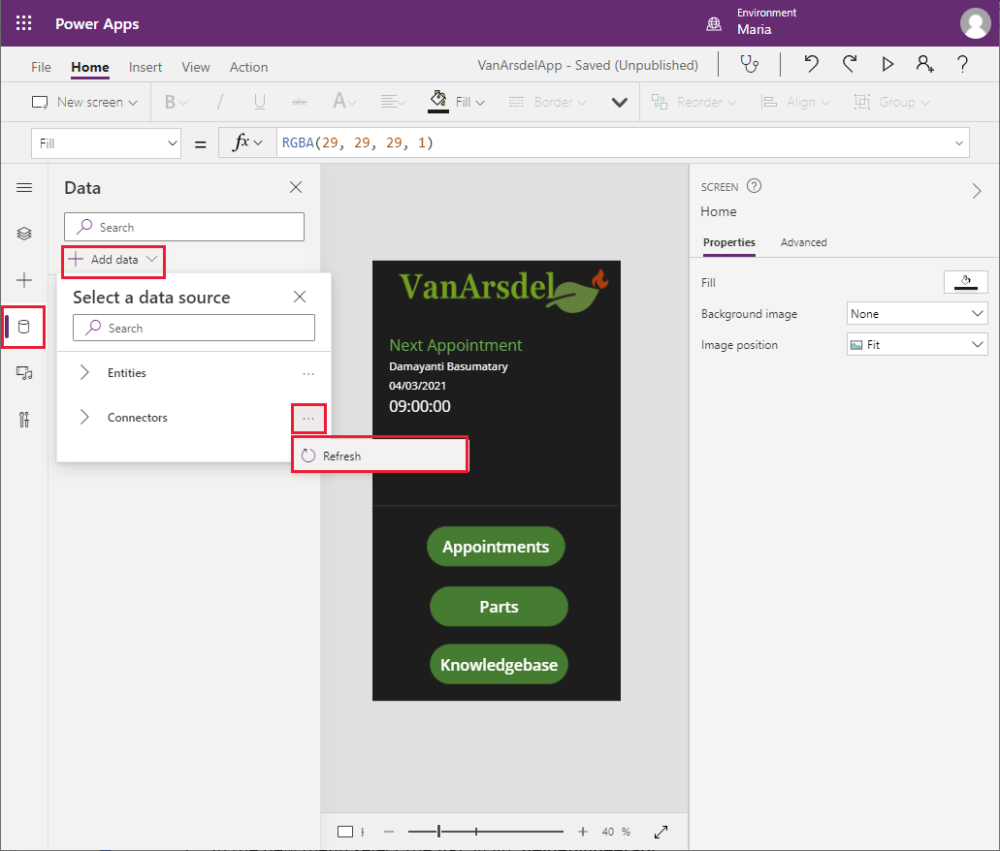 Power Apps
Environment
Maria
File Home Insert View Action
VanArsdelApp - Saved (Unpublished)
New screen B / U abc A Fill Border Reorder Align Group
Fill = fx RGBA(29, 29, 29, 1)
Data
Search
Add data
Select a data source
Search
Entities
Connectors
Refresh
VanArsdel
Next Appointment
Damayanti Basumatary
04/03/2021
09:00:00
Appointments
Parts
Knowledgebase
40 %
SCREEN ?
Home
Properties Advanced
Fill
Background image None
Image position Fit